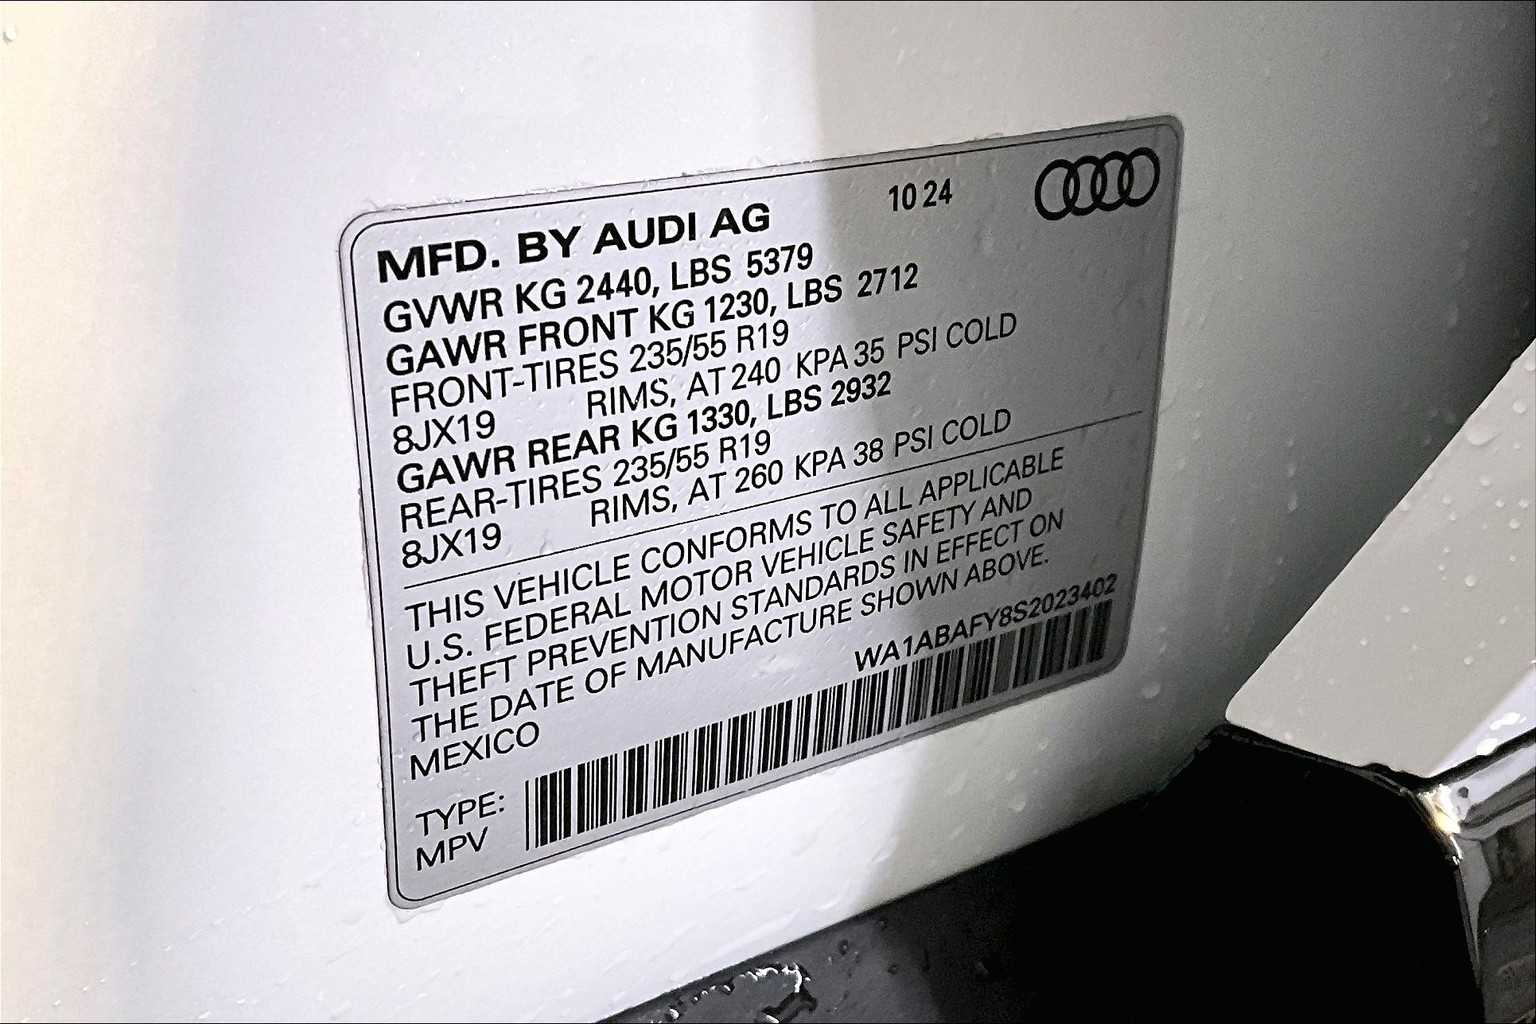 10 24
MFD. BY AUDI AG
GVWR KG 2440, LBS 5379
GAWR FRONT KG 1230, LBS 2712
FRONT-TIRES 235/55 R19
8JX19 RIMS, AT 240 KPA 35 PSI COLD
GAWR REAR KG 1330, LBS 2932
REAR-TIRES 235/55 R19
8JX19 RIMS, AT 260 KPA 38 PSI COLD
THIS VEHICLE CONFORMS TO ALL APPLICABLE
U.S. FEDERAL MOTOR VEHICLE SAFETY AND
THEFT PREVENTION STANDARDS IN EFFECT ON
THE DATE OF MANUFACTURE SHOWN ABOVE.
MEXICO
WA1ABAFY8S2023402
TYPE:
MPV